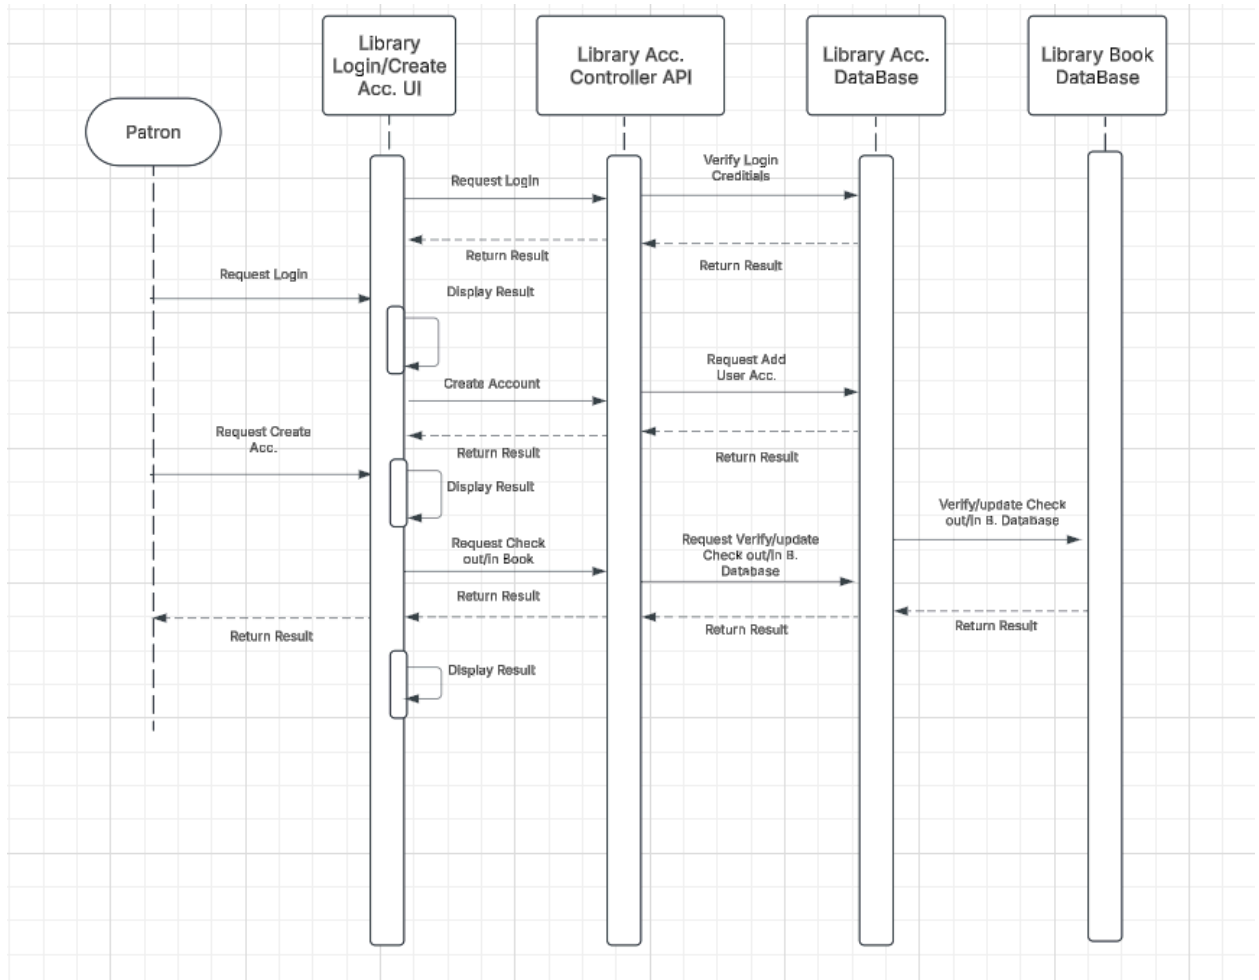 Library
Login/Create
Acc. UI
Library Acc.
Controller API
Library Acc.
DataBase
Library Book
DataBase
Patron
Request Login
Verify Login
Creditials
Return Result
Return Result
Request Login
Display Result
Create Account
Request Add
User Acc.
Request Create
Acc.
Return Result
Return Result
Display Result
Verify/update Check
out/in B. Database
Request Check
out/in Book
Request Verify/update
Check out/in B.
Database
Return Result
Return Result
Return Result
Return Result
Display Result